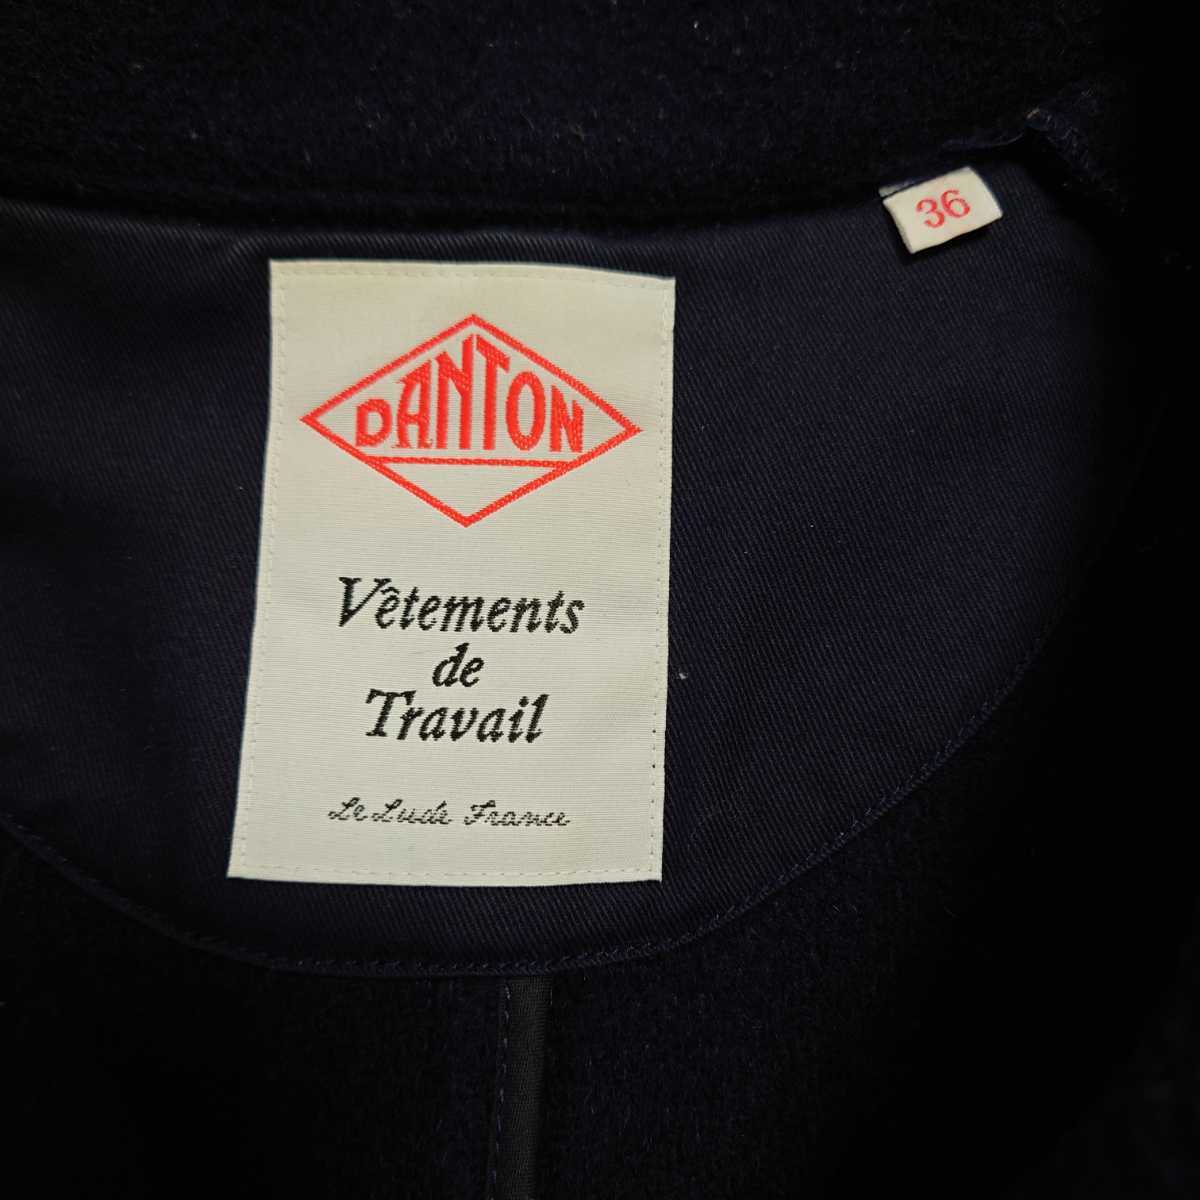 36
DANTON
Vêtements
de
Travail
Le Lude France